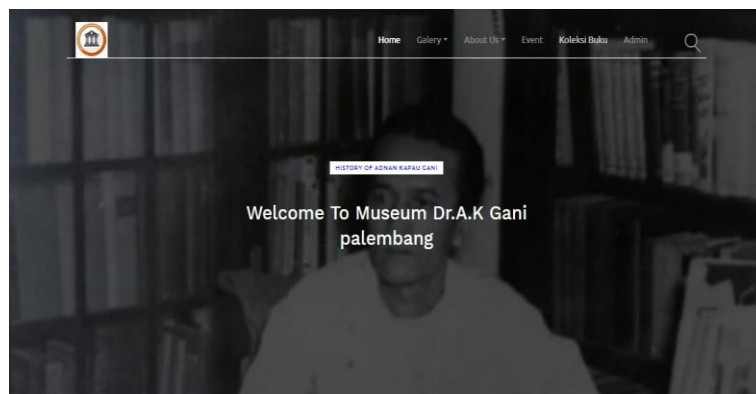 Home Galery About Us Event Koleksi Buku Admin
HISTORY OF ADNAN KAPAU GANI
Welcome To Museum Dr.A.K Gani
palembang